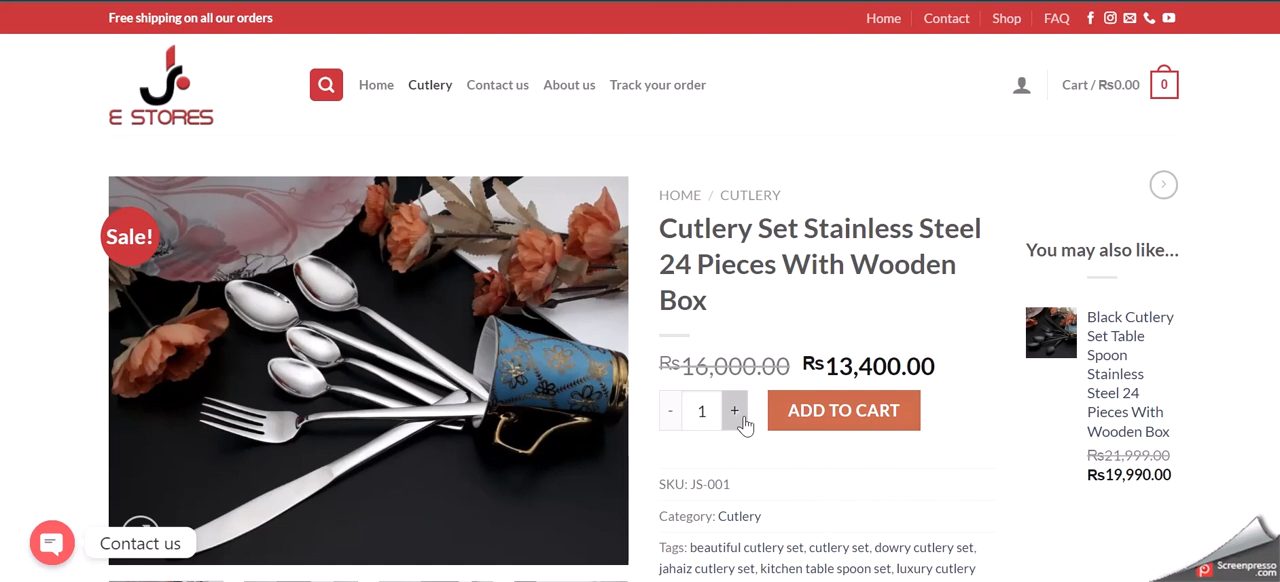 Free shipping on all our orders
Home
Contact
Shop
FAQ
E STORES
Home
Cutlery
Contact us
About us
Track your order
Cart / ₨0.00
0
Sale!
HOME / CUTLERY
Cutlery Set Stainless Steel
24 Pieces With Wooden
Box
₨16,000.00 ₨13,400.00
- 1 +
ADD TO CART
SKU: JS-001
Category: Cutlery
Tags: beautiful cutlery set, cutlery set, dowry cutlery set,
jahaiz cutlery set, kitchen table spoon set, luxury cutlery
You may also like...
Black Cutlery
Set Table
Spoon
Stainless
Steel 24
Pieces With
Wooden Box
₨21,999.00
₨19,990.00
Contact us
Screenpresso
.com